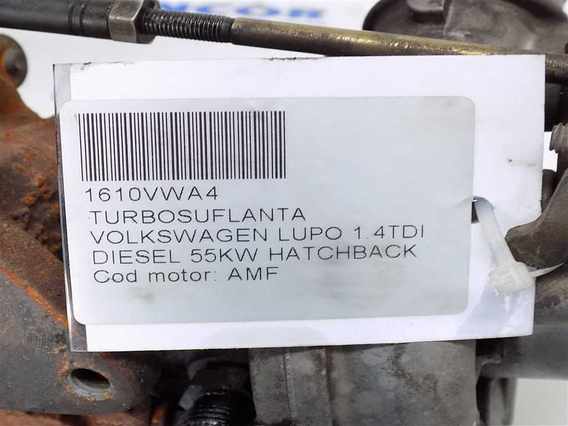 1610VWA4
TURBOSUFLANTA
VOLKSWAGEN LUPO 1.4TDI
DIESEL 55KW HATCHBACK
Cod motor: AMF